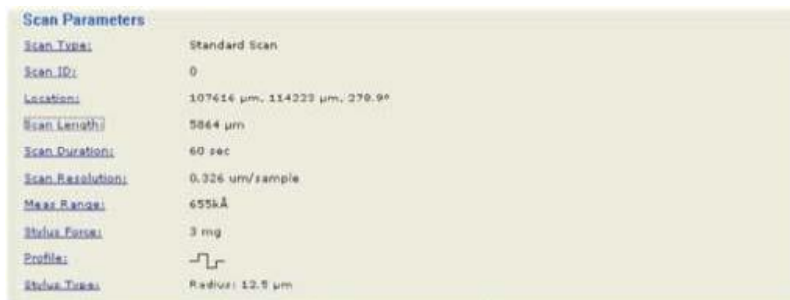 Scan Parameters
Scan Type: Standard Scan
Scan ID: 0
Location: 107616 µm, 114223 µm, 279.9°
Scan Length: 5864 µm
Scan Duration: 60 sec
Scan Resolution: 0.326 um/sample
Meas Range: 655kÅ
Stylus Force: 3 mg
Profile:
Stylus Type: Radius: 12.5 µm